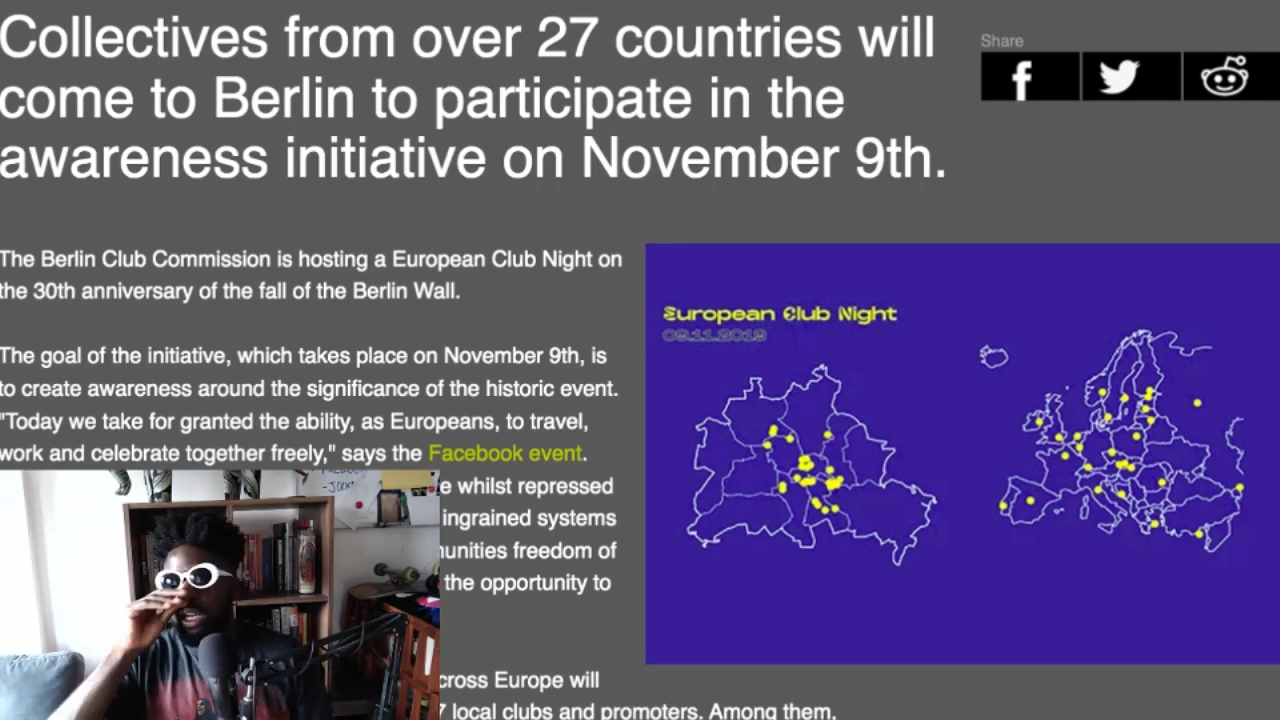 Collectives from over 27 countries will
come to Berlin to participate in the
awareness initiative on November 9th.
Share
The Berlin Club Commission is hosting a European Club Night on
the 30th anniversary of the fall of the Berlin Wall.
The goal of the initiative, which takes place on November 9th, is
to create awareness around the significance of the historic event.
"Today we take for granted the ability, as Europeans, to travel,
work and celebrate together freely," says the Facebook event.
e whilst repressed
ingrained systems
unities freedom of
the opportunity to
cross Europe will
7 local clubs and promoters. Among them,
European Club Night
09.11.2019